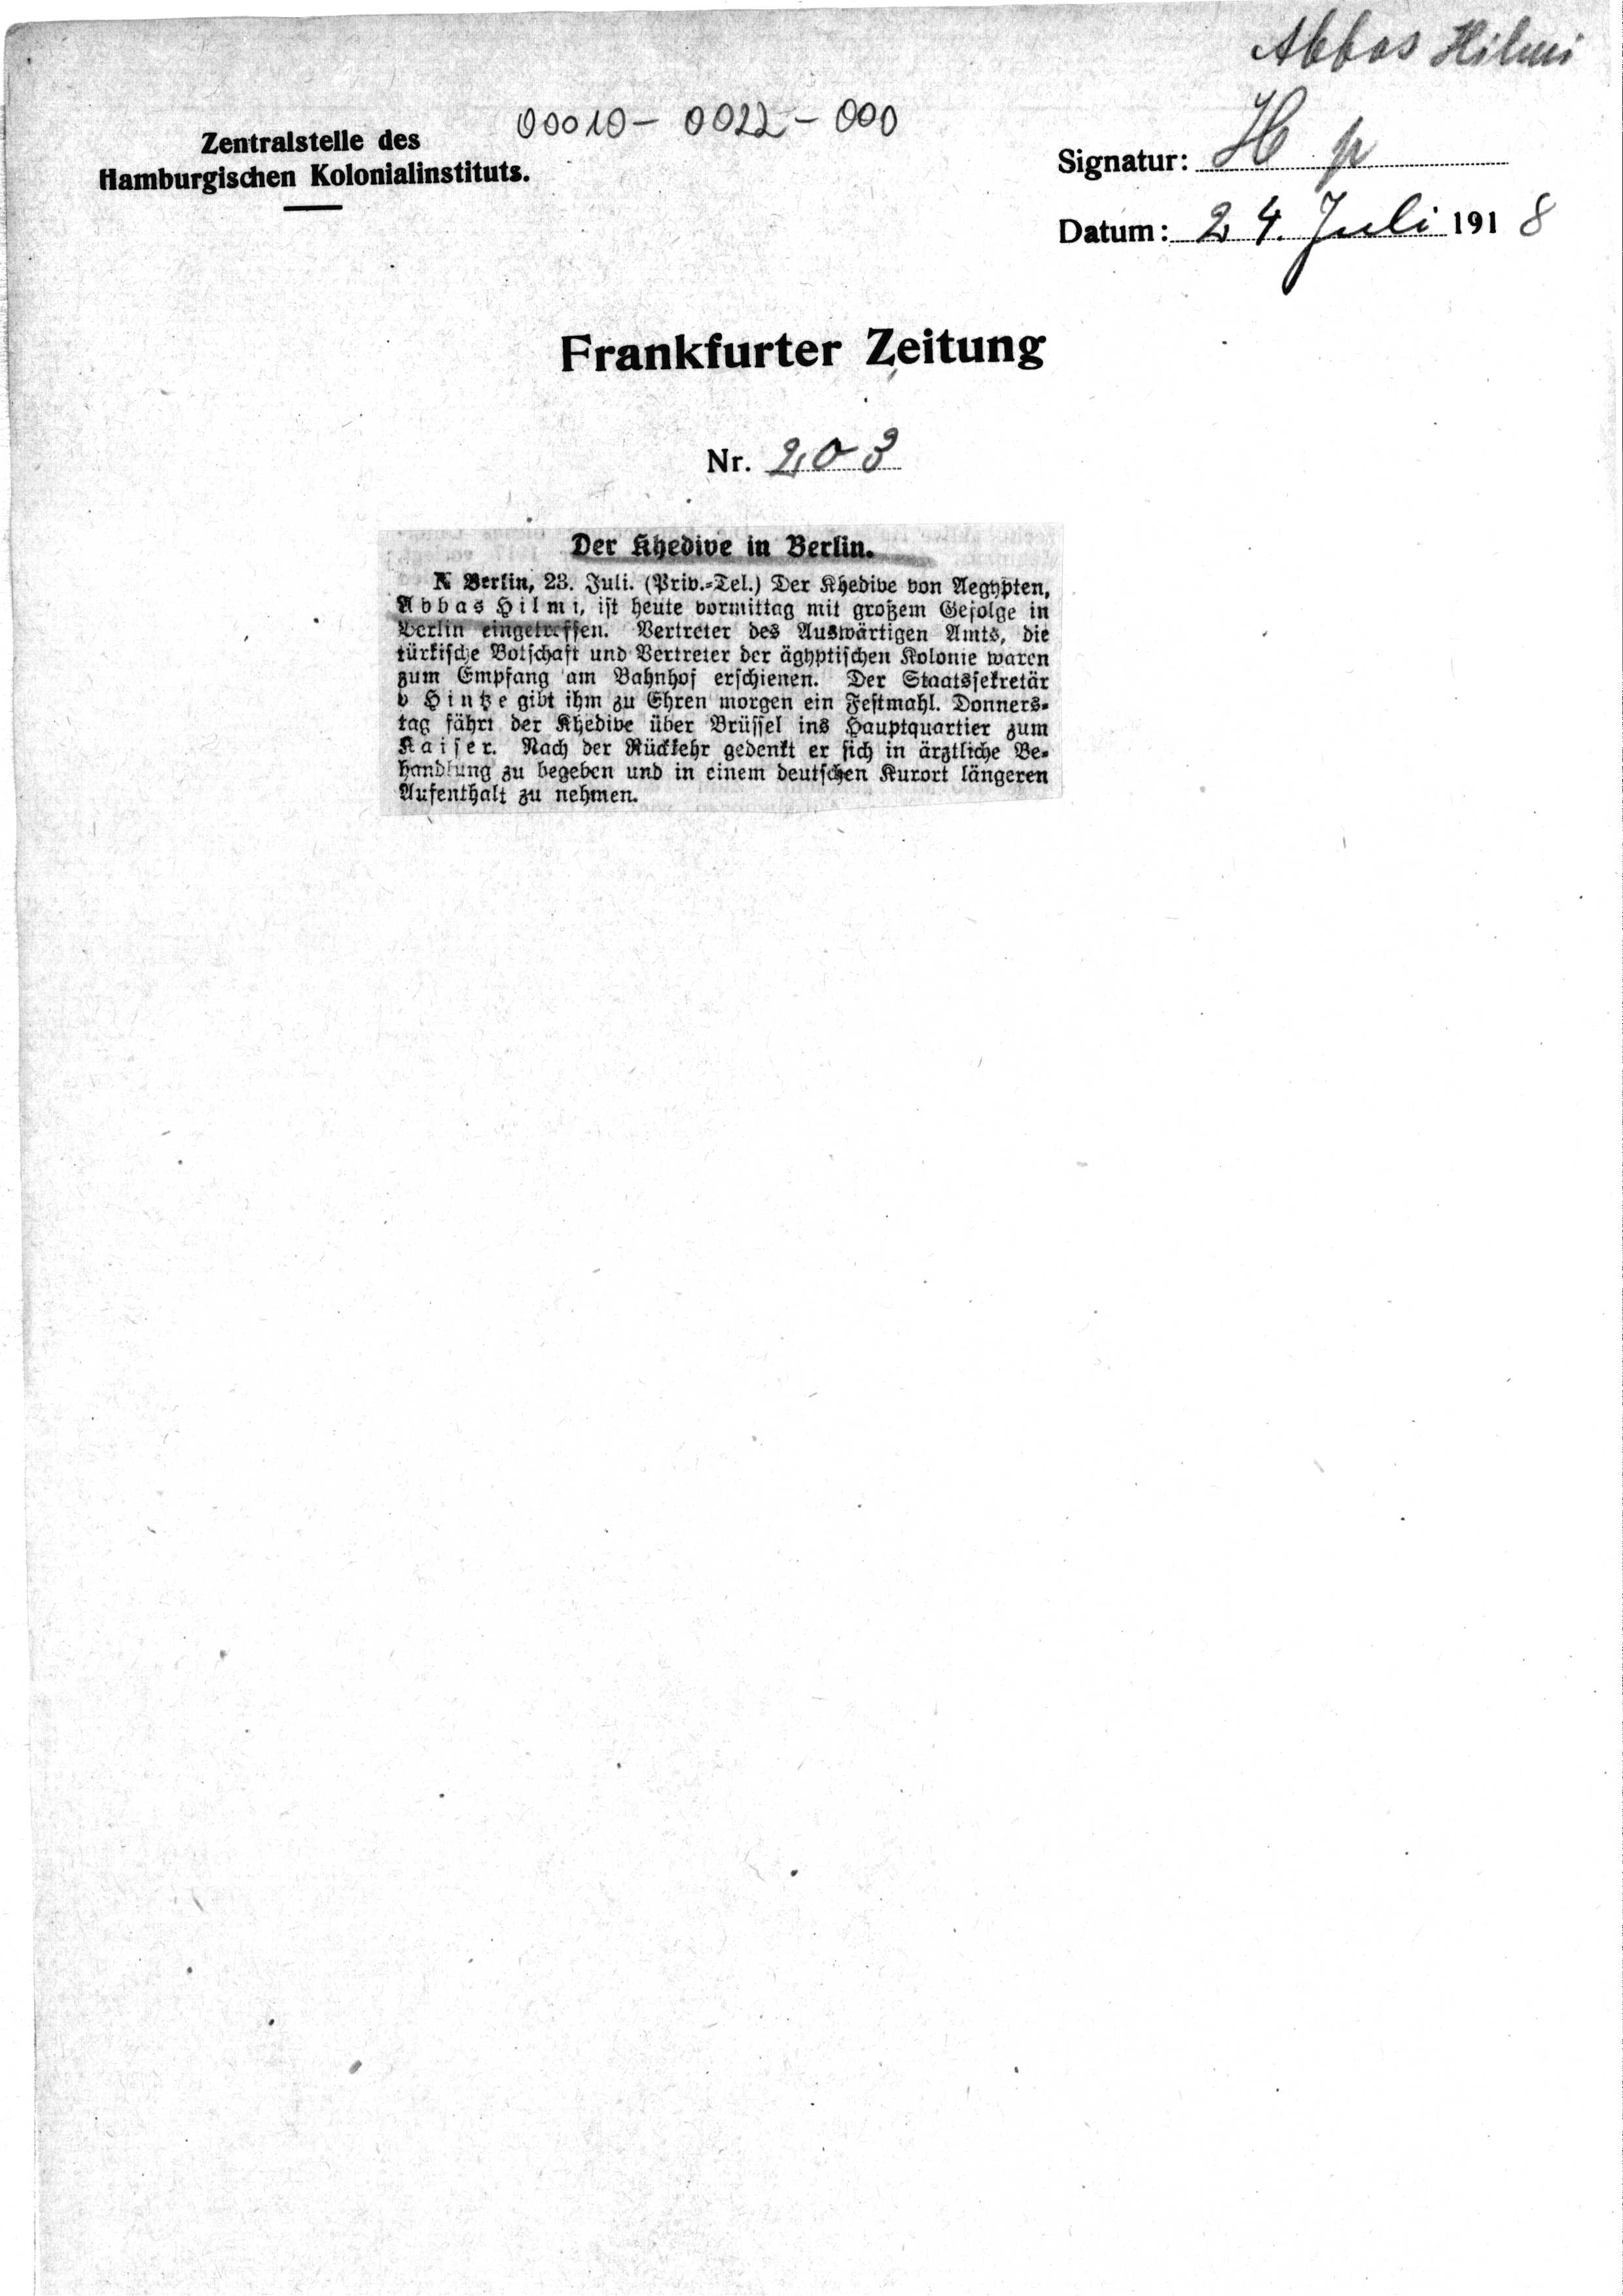 Abbas Hilmi
00010-0022-000
Zentralstelle des
Hamburgischen Kolonialinstituts.
Signatur: H p
Datum: 24. Juli 1918
Frankfurter Zeitung
Nr. 203
Der Khedive in Berlin.
K Berlin, 23. Juli. (Priv.-Tel.) Der Khedive von Aegypten,
Abbas Hilmi, ist heute vormittag mit großem Gefolge in
Berlin eingetroffen. Vertreter des Auswärtigen Amts, die
türkische Botschaft und Vertreter der ägyptischen Kolonie waren
zum Empfang am Bahnhof erschienen. Der Staatssekretär
v Hintze gibt ihm zu Ehren morgen ein Festmahl. Donners-
tag fährt der Khedive über Brüssel ins Hauptquartier zum
Kaiser. Nach der Rückkehr gedenkt er sich in ärztliche Be-
handlung zu begeben und in einem deutschen Kurort längeren
Aufenthalt zu nehmen.